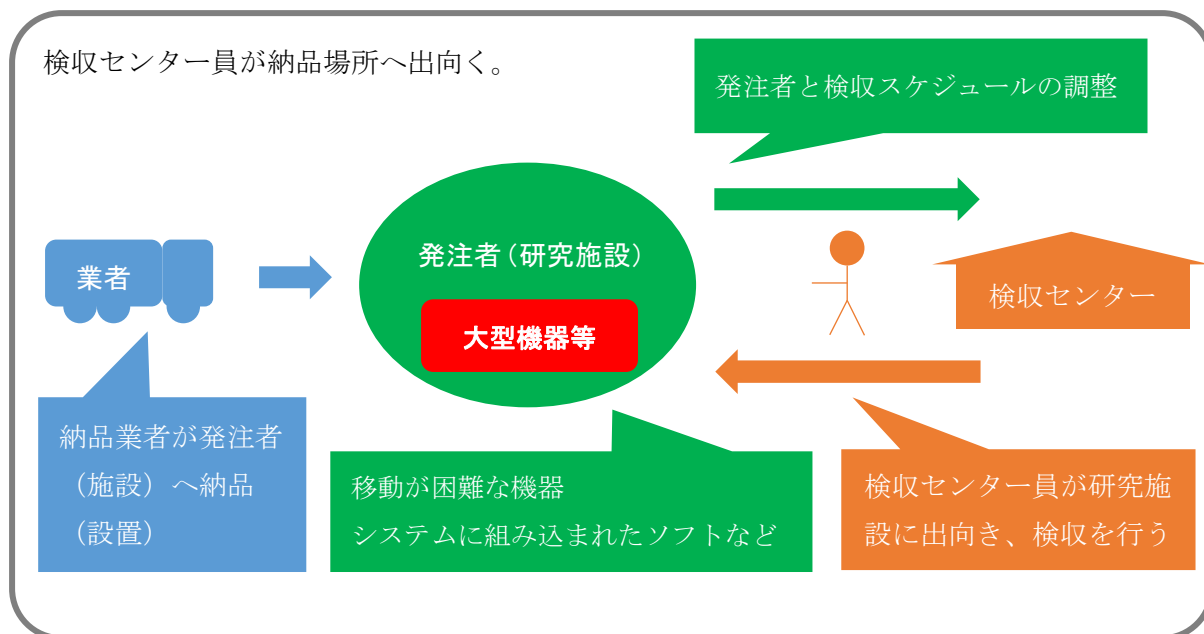 検収センター員が納品場所へ出向く。
発注者と検収スケジュールの調整
業者
発注者(研究施設)
大型機器等
検収センター
納品業者が発注者
(施設)へ納品
(設置)
移動が困難な機器
システムに組み込まれたソフトなど
検収センター員が研究施
設に出向き、検収を行う